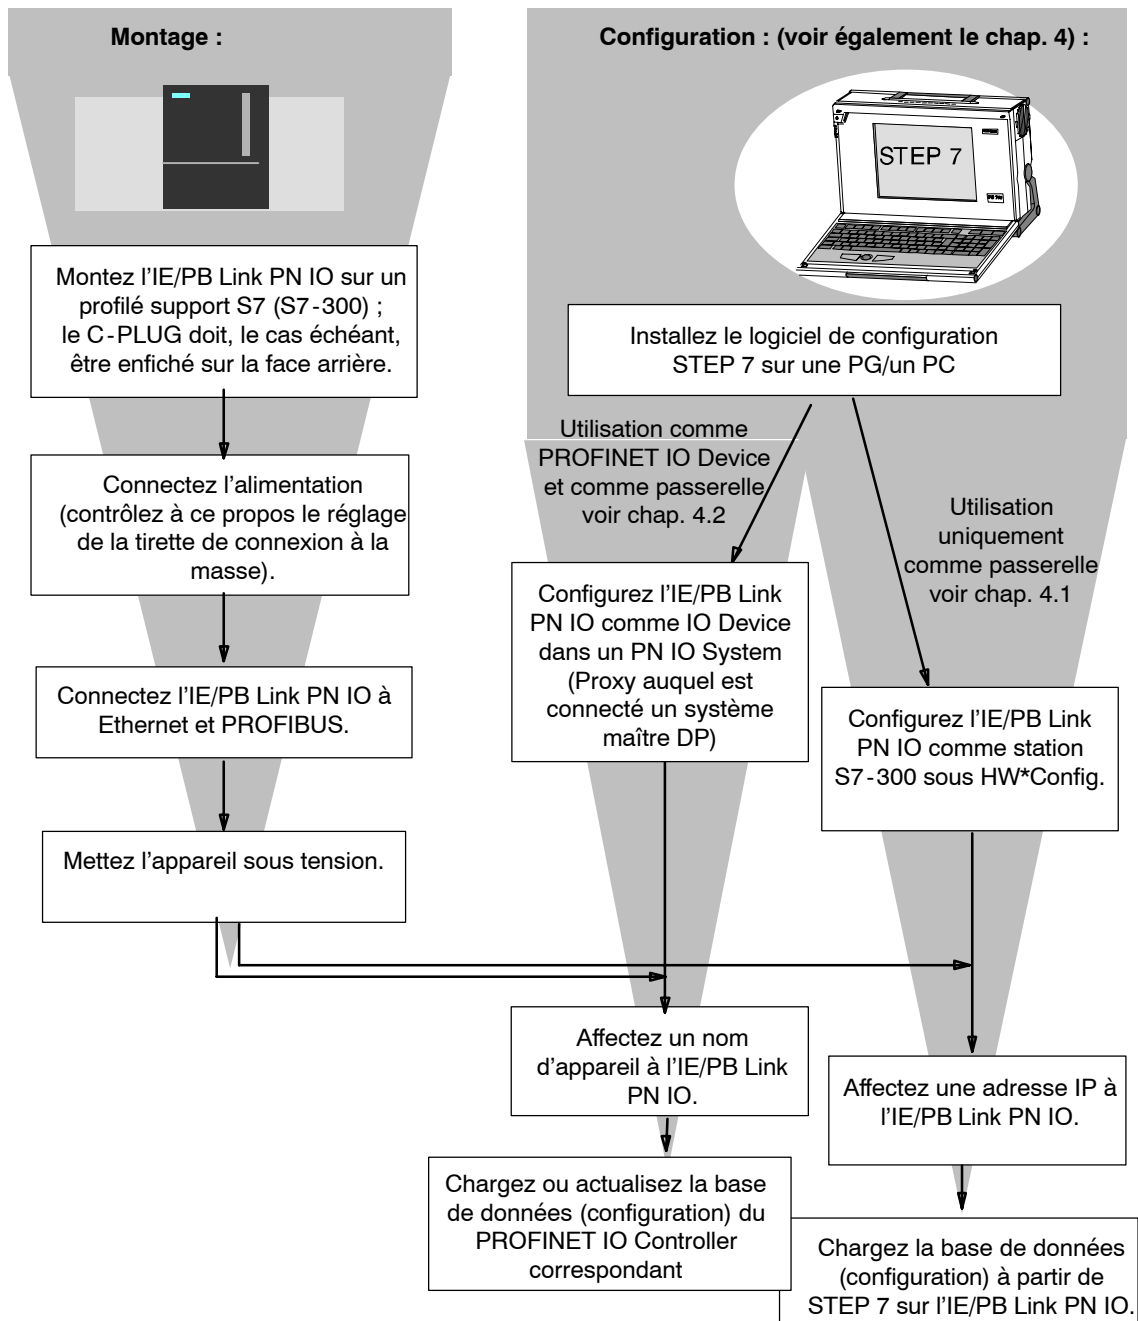 Montage :
Montez l'IE/PB Link PN IO sur un
profilé support S7 (S7-300) ;
le C-PLUG doit, le cas échéant,
être enfiché sur la face arrière.
Connectez l'alimentation
(contrôlez à ce propos le réglage
de la tirette de connexion à la
masse).
Connectez l'IE/PB Link PN IO à
Ethernet et PROFIBUS.
Mettez l'appareil sous tension.
Configuration : (voir également le chap. 4) :
STEP 7
Installez le logiciel de configuration
STEP 7 sur une PG/un PC
Utilisation comme
PROFINET IO Device
et comme passerelle
voir chap. 4.2
Configurez l'IE/PB Link
PN IO comme IO Device
dans un PN IO System
(Proxy auquel est
connecté un système
maître DP)
Utilisation
uniquement
comme passerelle
voir chap. 4.1
Configurez l'IE/PB Link
PN IO comme station
S7-300 sous HW*Config.
Affectez un nom
d'appareil à l'IE/PB Link
PN IO.
Chargez ou actualisez la base
de données (configuration) du
PROFINET IO Controller
correspondant
Affectez une adresse IP à
l'IE/PB Link PN IO.
Chargez la base de données
(configuration) à partir de
STEP 7 sur l'IE/PB Link PN IO.